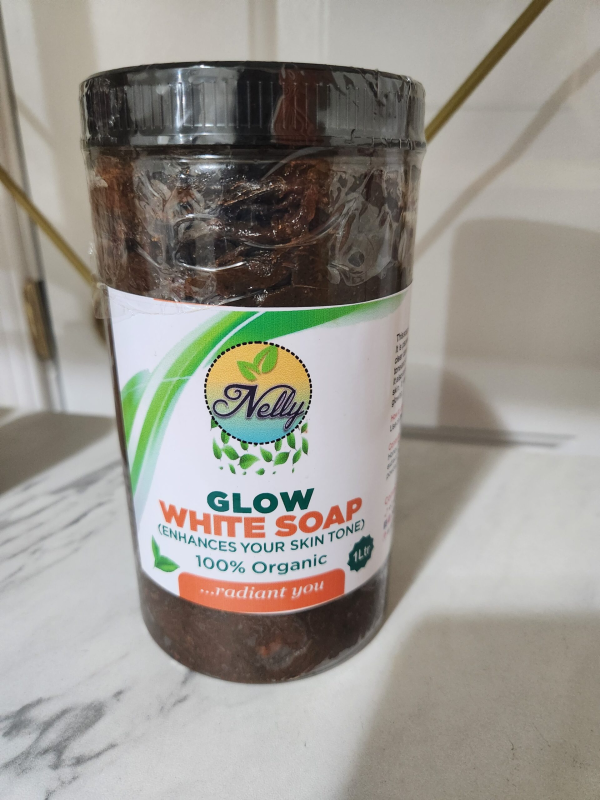 Nelly
GLOW
WHITE SOAP
(ENHANCES YOUR SKIN TONE)
100% Organic
1Ltr
...radiant you